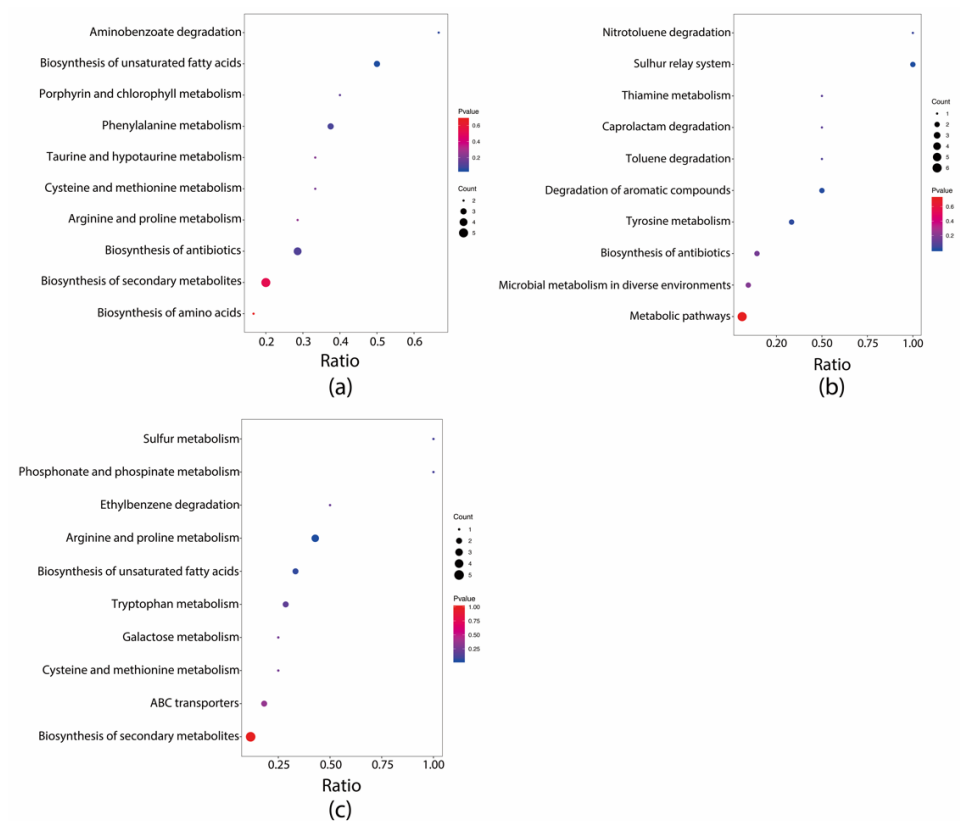 Aminobenzoate degradation
Biosynthesis of unsaturated fatty acids
Porphyrin and chlorophyll metabolism
Phenylalanine metabolism
Taurine and hypotaurine metabolism
Cysteine and methionine metabolism
Arginine and proline metabolism
Biosynthesis of antibiotics
Biosynthesis of secondary metabolites
Biosynthesis of amino acids
0.2 0.3 0.4 0.5 0.6
Ratio
(a)
Pvalue
0.6
0.4
0.2
Count
2
3
4
5
Nitrotoluene degradation
Sulhur relay system
Thiamine metabolism
Caprolactam degradation
Toluene degradation
Degradation of aromatic compounds
Tyrosine metabolism
Biosynthesis of antibiotics
Microbial metabolism in diverse environments
Metabolic pathways
0.20 0.50 0.75 1.00
Ratio
(b)
Count
1
2
3
4
5
6
Pvalue
0.6
0.4
0.2
Sulfur metabolism
Phosphonate and phospinate metabolism
Ethylbenzene degradation
Arginine and proline metabolism
Biosynthesis of unsaturated fatty acids
Tryptophan metabolism
Galactose metabolism
Cysteine and methionine metabolism
ABC transporters
Biosynthesis of secondary metabolites
0.25 0.50 0.75 1.00
Ratio
(c)
Count
1
2
3
4
5
Pvalue
1.00
0.75
0.50
0.25